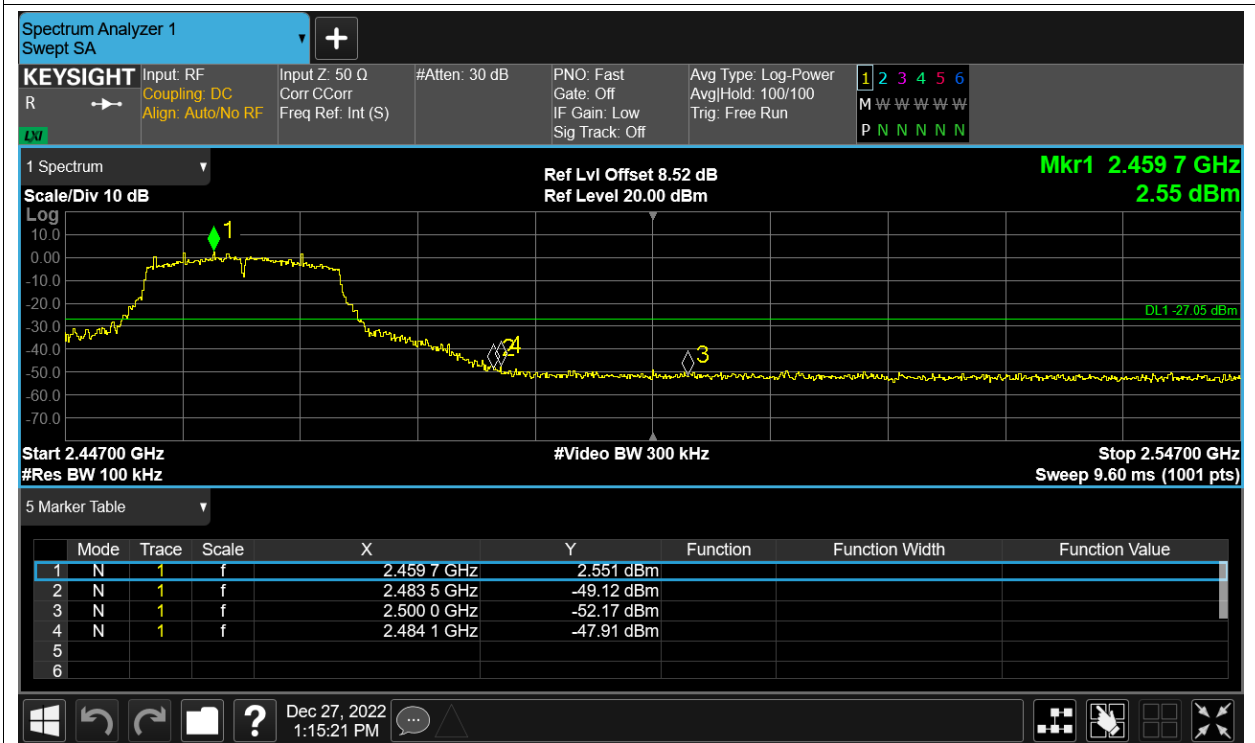 Spectrum Analyzer 1
Swept SA
+
KEYSIGHT Input: RF Input Z: 50 Ω #Atten: 30 dB PNO: Fast Avg Type: Log-Power 1 2 3 4 5 6
R Coupling: DC Corr CCorr Gate: Off Avg|Hold: 100/100 M W W W W W
Align: Auto/No RF Freq Ref: Int (S) IF Gain: Low Trig: Free Run
LXI Sig Track: Off P N N N N N
1 Spectrum Ref Lvl Offset 8.52 dB Mkr1 2.459 7 GHz
Scale/Div 10 dB Ref Level 20.00 dBm 2.55 dBm
Log
1
10.0
0.00
-10.0
-20.0
DL1 -27.05 dBm
-30.0
-40.0
2 4 3
-50.0
-60.0
-70.0
Start 2.44700 GHz #Video BW 300 kHz Stop 2.54700 GHz
#Res BW 100 kHz Sweep 9.60 ms (1001 pts)
5 Marker Table
Mode Trace Scale X Y Function Function Width Function Value
1 N 1 f 2.459 7 GHz 2.551 dBm
2 N 1 f 2.483 5 GHz -49.12 dBm
3 N 1 f 2.500 0 GHz -52.17 dBm
4 N 1 f 2.484 1 GHz -47.91 dBm
5
6
? Dec 27, 2022
1:15:21 PM